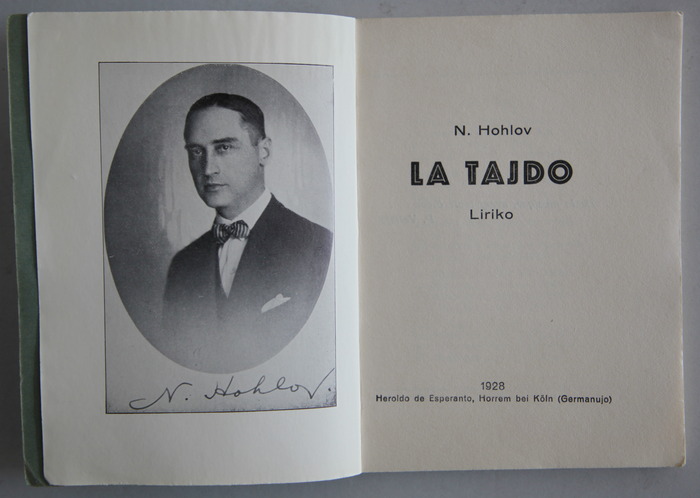 N. Hohlov.
N. Hohlov
LA TAJDO
Liriko
1928
Heroldo de Esperanto, Horrem bei Köln (Germanujo)